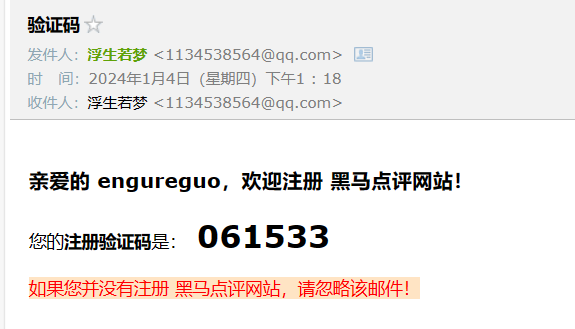 验证码
发件人：浮生若梦 <1134538564@qq.com>
时　间：2024年1月4日（星期四）下午1：18
收件人：浮生若梦 <1134538564@qq.com>
亲爱的 engureguo，欢迎注册 黑马点评网站！
您的注册验证码是： 061533
如果您并没有注册 黑马点评网站，请忽略该邮件！